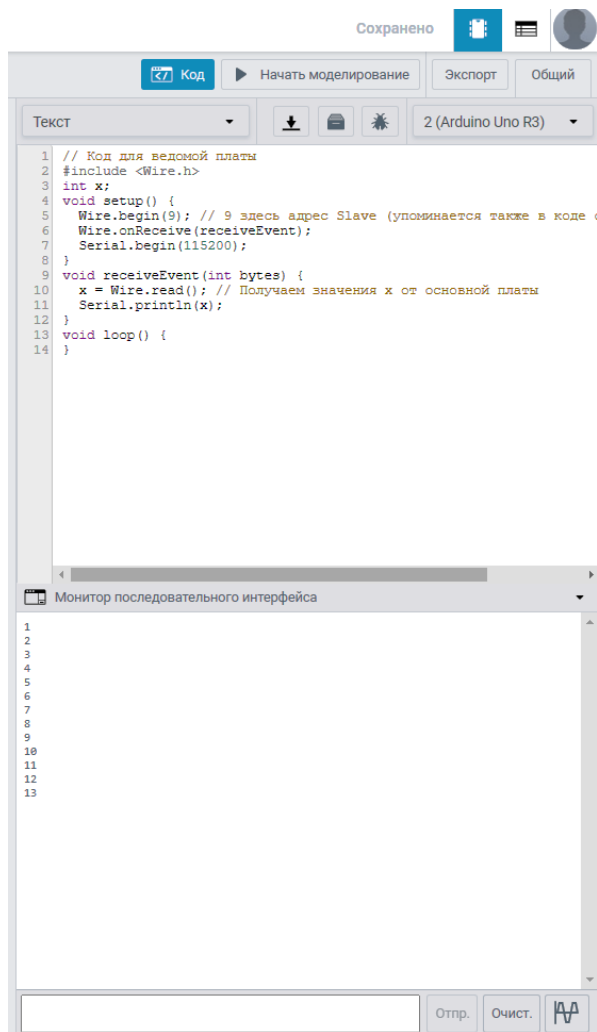 Сохранено
Код
Начать моделирование
Экспорт
Общий
Текст
2 (Arduino Uno R3)
1 // Код для ведомой платы
2 #include <Wire.h>
3 int x;
4 void setup() {
5 Wire.begin(9); // 9 здесь адрес Slave (упоминается также в коде
6 Wire.onReceive(receiveEvent);
7 Serial.begin(115200);
8 }
9 void receiveEvent(int bytes) {
10 x = Wire.read(); // Получаем значения x от основной платы
11 Serial.println(x);
12 }
13 void loop() {
14 }
Монитор последовательного интерфейса
1
2
3
4
5
6
7
8
9
10
11
12
13
Отпр.
Очист.